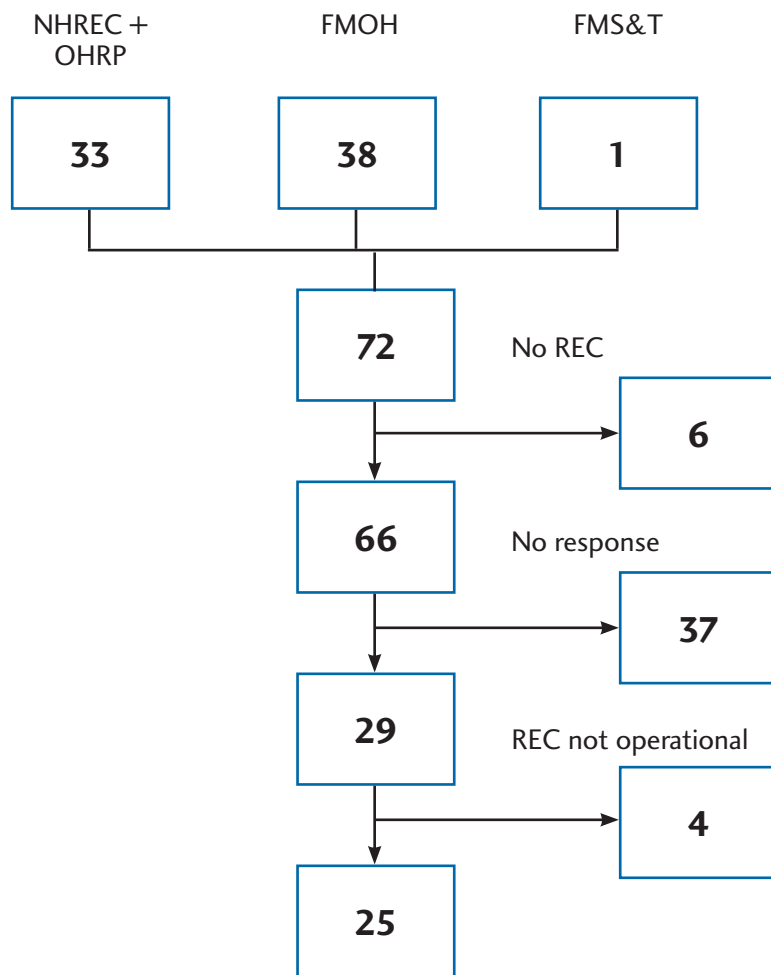 NHREC +
OHRP
FMOH
FMS&T
33
38
1
72
No REC
6
66
No response
37
29
REC not operational
4
25